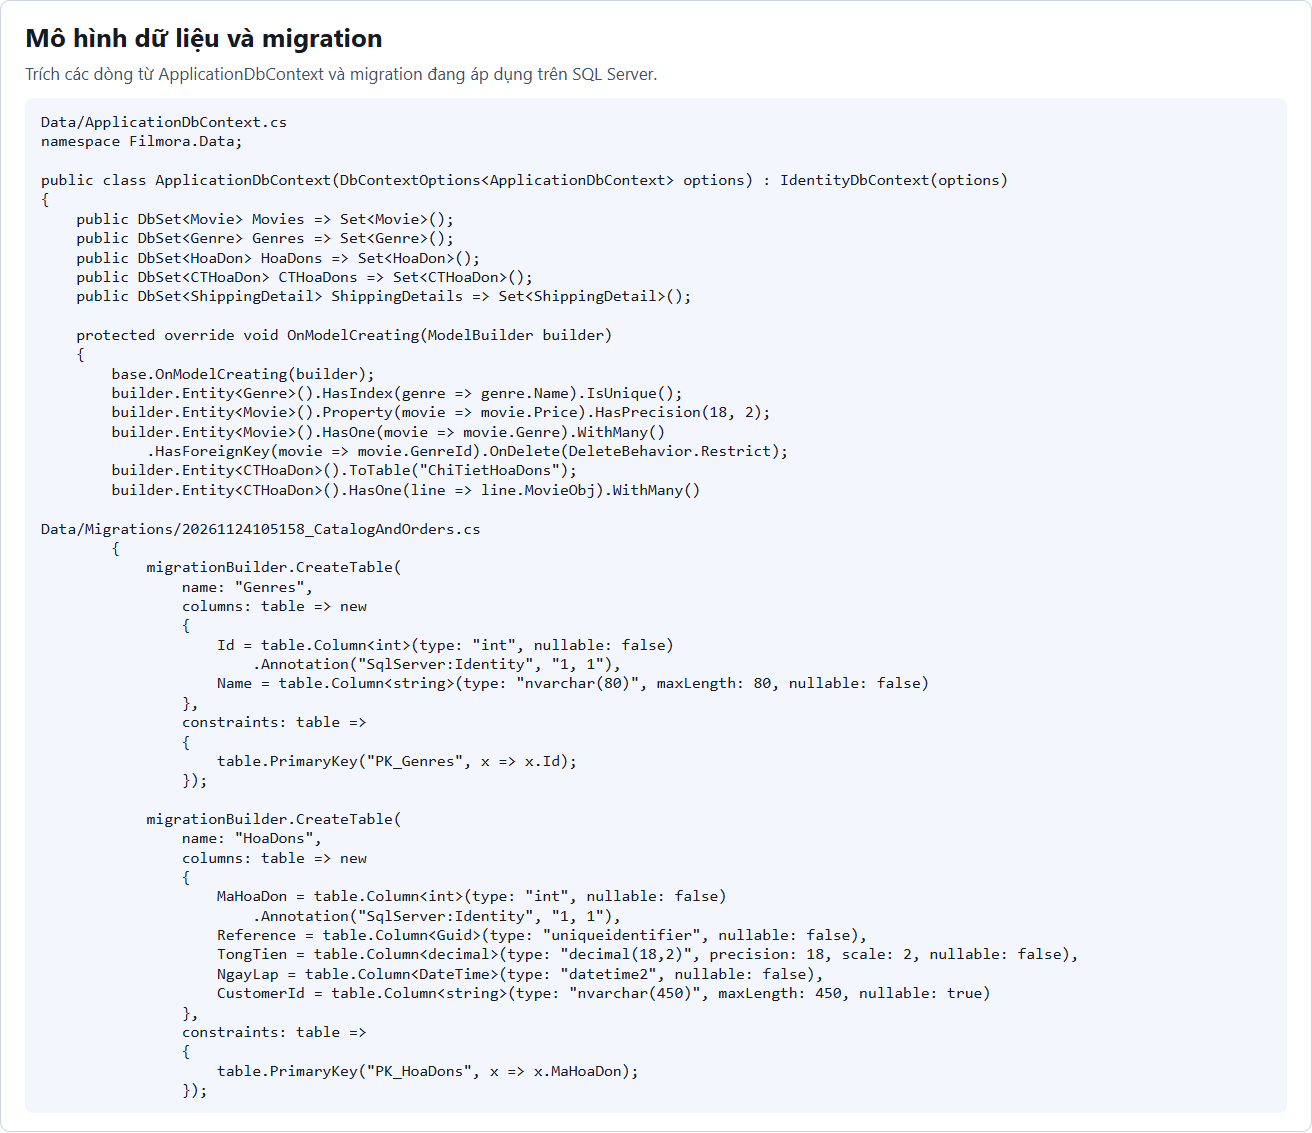 Mô hình dữ liệu và migration
Trích các dòng từ ApplicationDbContext và migration đang áp dụng trên SQL Server.
Data/ApplicationDbContext.cs
namespace Filmora.Data;

public class ApplicationDbContext(DbContextOptions<ApplicationDbContext> options) : IdentityDbContext(options)
{
    public DbSet<Movie> Movies => Set<Movie>();
    public DbSet<Genre> Genres => Set<Genre>();
    public DbSet<HoaDon> HoaDons => Set<HoaDon>();
    public DbSet<CTHoaDon> CTHoaDons => Set<CTHoaDon>();
    public DbSet<ShippingDetail> ShippingDetails => Set<ShippingDetail>();

    protected override void OnModelCreating(ModelBuilder builder)
    {
        base.OnModelCreating(builder);
        builder.Entity<Genre>().HasIndex(genre => genre.Name).IsUnique();
        builder.Entity<Movie>().Property(movie => movie.Price).HasPrecision(18, 2);
        builder.Entity<Movie>().HasOne(movie => movie.Genre).WithMany()
            .HasForeignKey(movie => movie.GenreId).OnDelete(DeleteBehavior.Restrict);
        builder.Entity<CTHoaDon>().ToTable("ChiTietHoaDons");
        builder.Entity<CTHoaDon>().HasOne(line => line.MovieObj).WithMany()

Data/Migrations/20261124105158_CatalogAndOrders.cs
        {
            migrationBuilder.CreateTable(
                name: "Genres",
                columns: table => new
                {
                    Id = table.Column<int>(type: "int", nullable: false)
                        .Annotation("SqlServer:Identity", "1, 1"),
                    Name = table.Column<string>(type: "nvarchar(80)", maxLength: 80, nullable: false)
                },
                constraints: table =>
                {
                    table.PrimaryKey("PK_Genres", x => x.Id);
                });

            migrationBuilder.CreateTable(
                name: "HoaDons",
                columns: table => new
                {
                    MaHoaDon = table.Column<int>(type: "int", nullable: false)
                        .Annotation("SqlServer:Identity", "1, 1"),
                    Reference = table.Column<Guid>(type: "uniqueidentifier", nullable: false),
                    TongTien = table.Column<decimal>(type: "decimal(18,2)", precision: 18, scale: 2, nullable: false),
                    NgayLap = table.Column<DateTime>(type: "datetime2", nullable: false),
                    CustomerId = table.Column<string>(type: "nvarchar(450)", maxLength: 450, nullable: true)
                },
                constraints: table =>
                {
                    table.PrimaryKey("PK_HoaDons", x => x.MaHoaDon);
                });